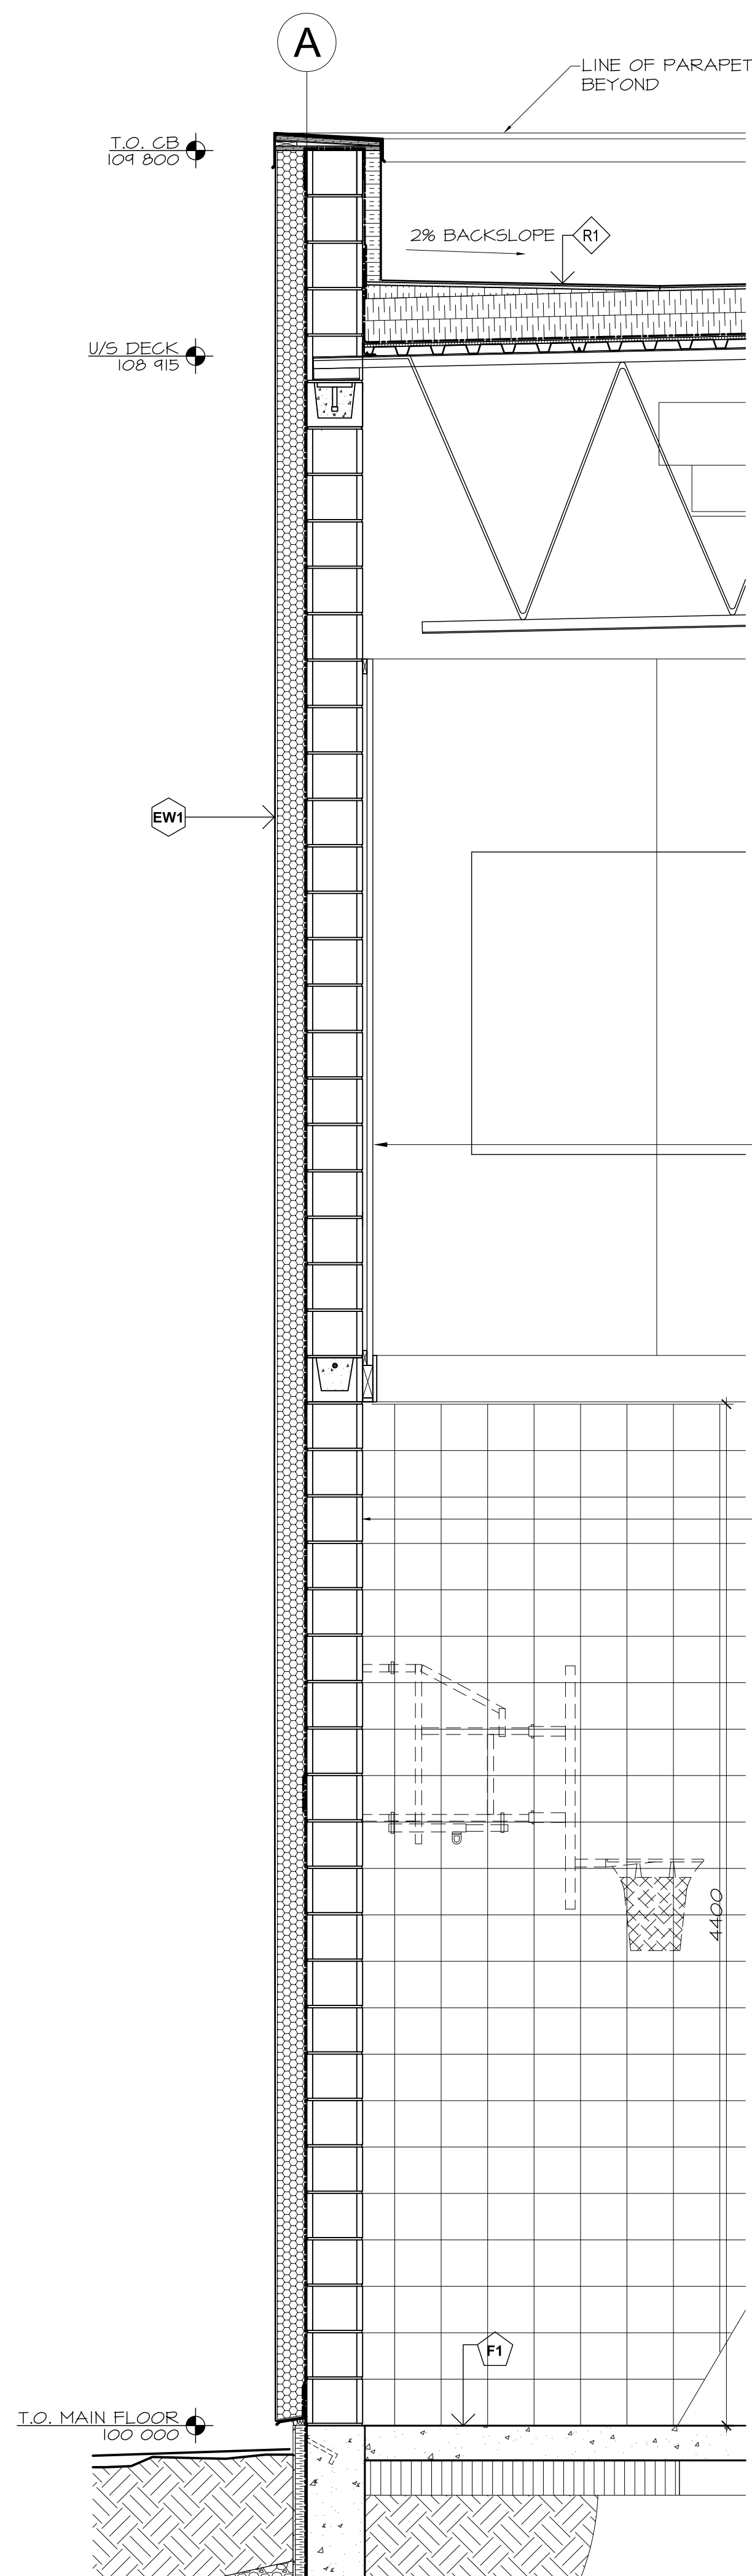 A
LINE OF PARAPET
BEYOND
T.O. CB
109 800
2% BACKSLOPE
R1
U/S DECK
108 915
EW1
4400
F1
T.O. MAIN FLOOR
100 000